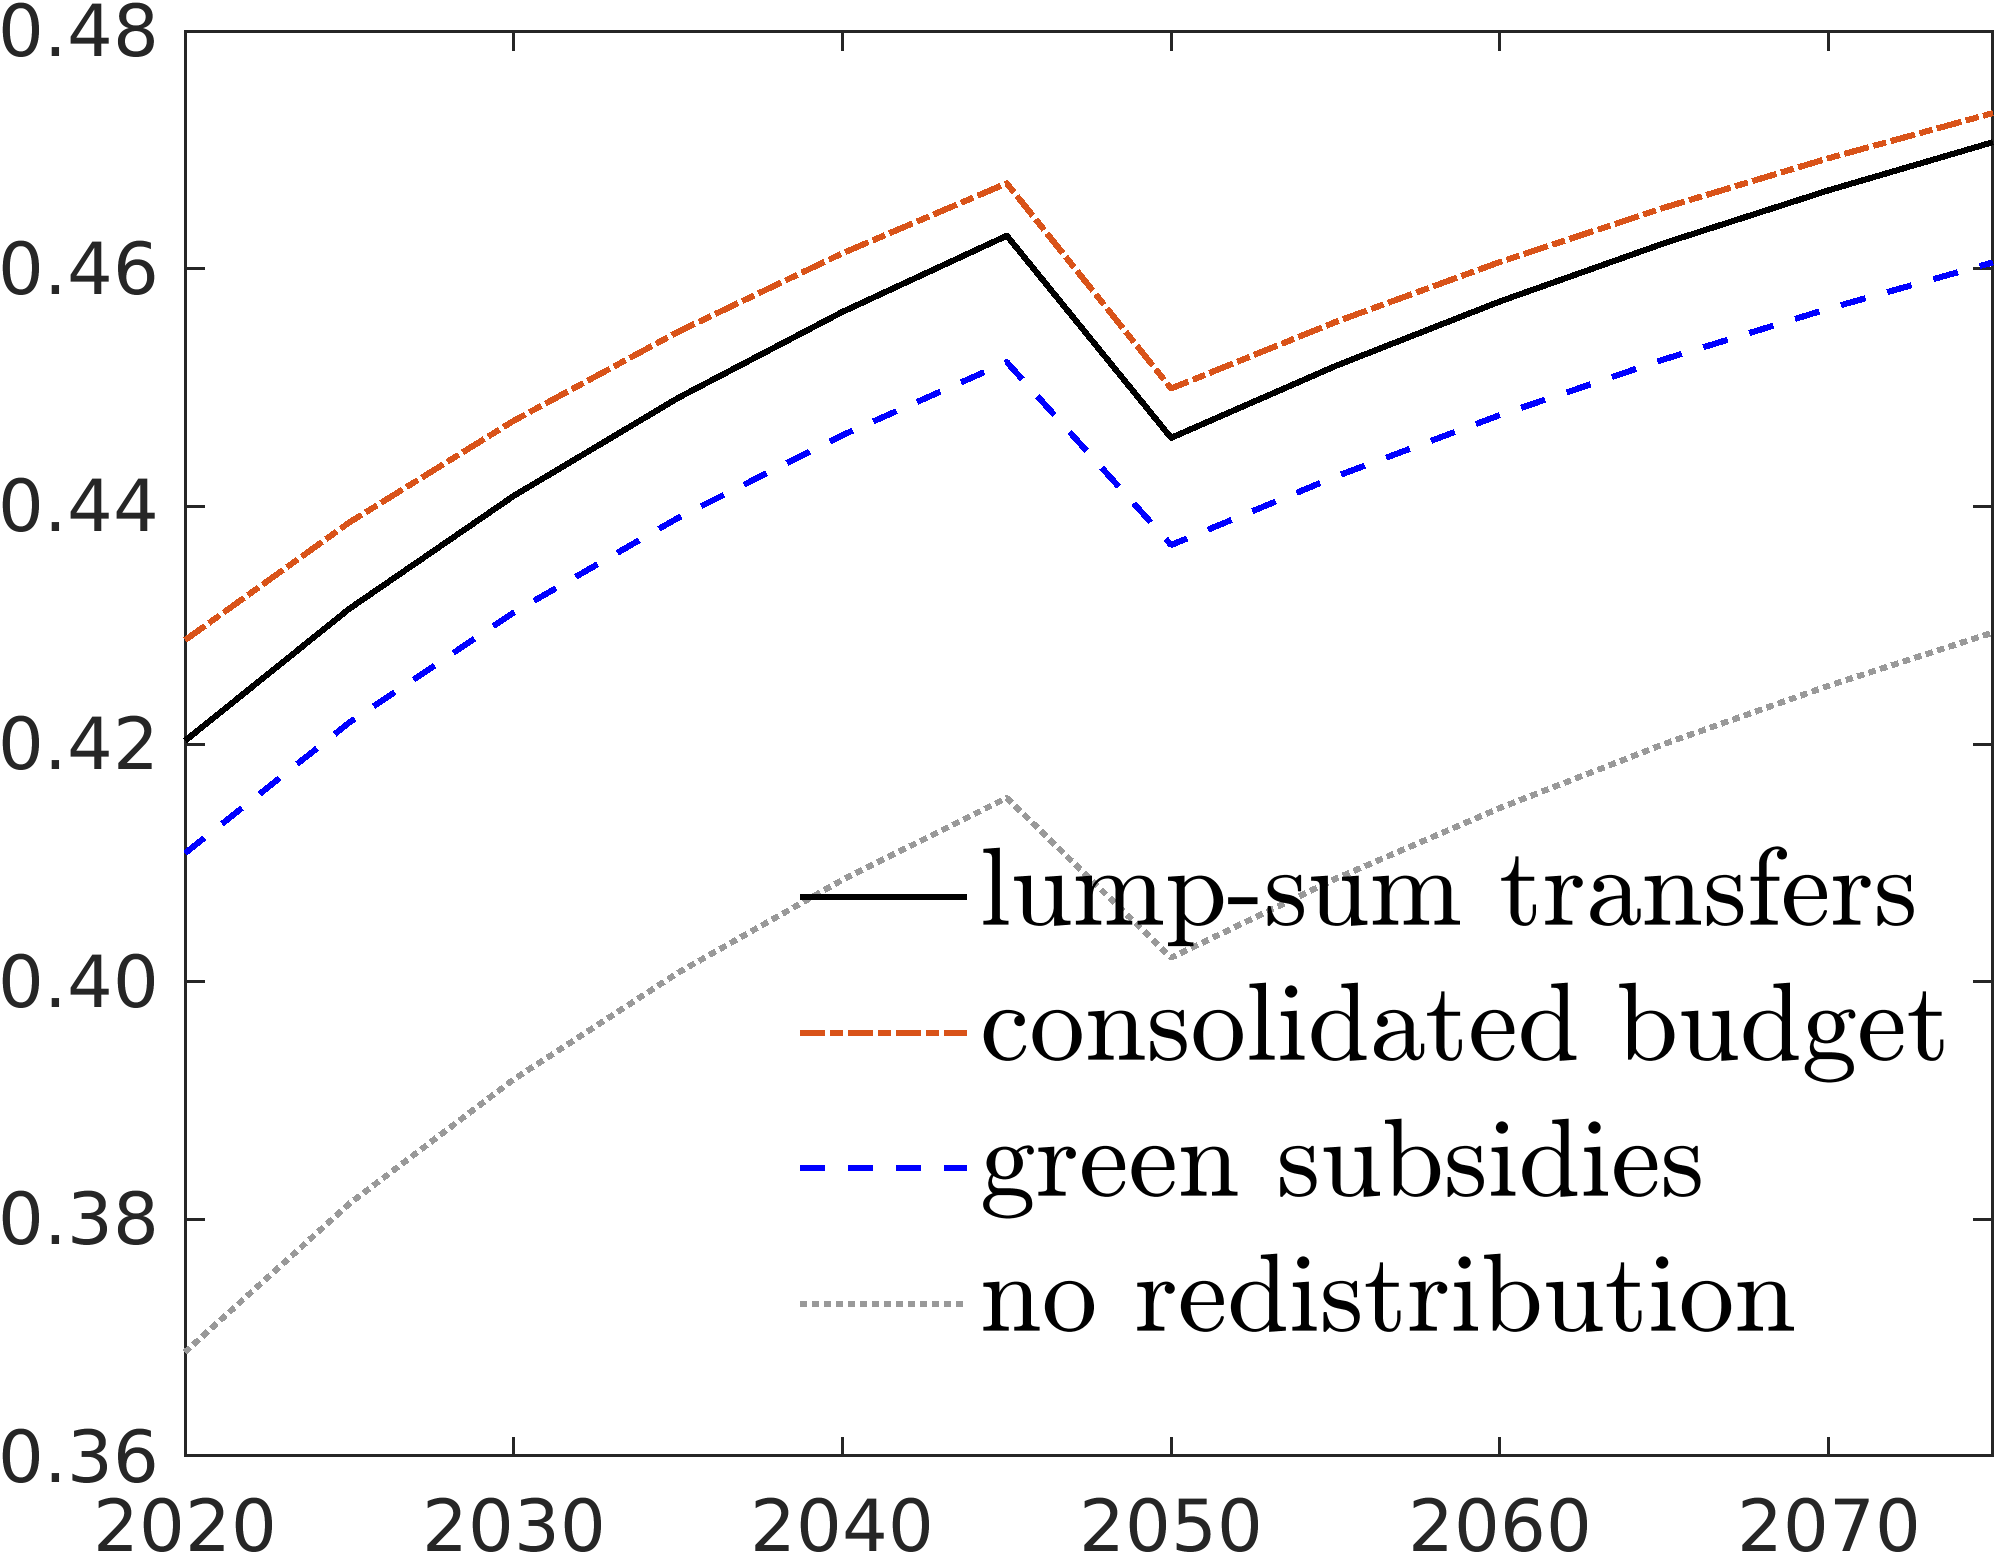 0.48
0.46
0.44
0.42
0.40
0.38
0.36
lump-sum transfers
consolidated budget
green subsidies
no redistribution
2020 2030 2040 2050 2060 2070